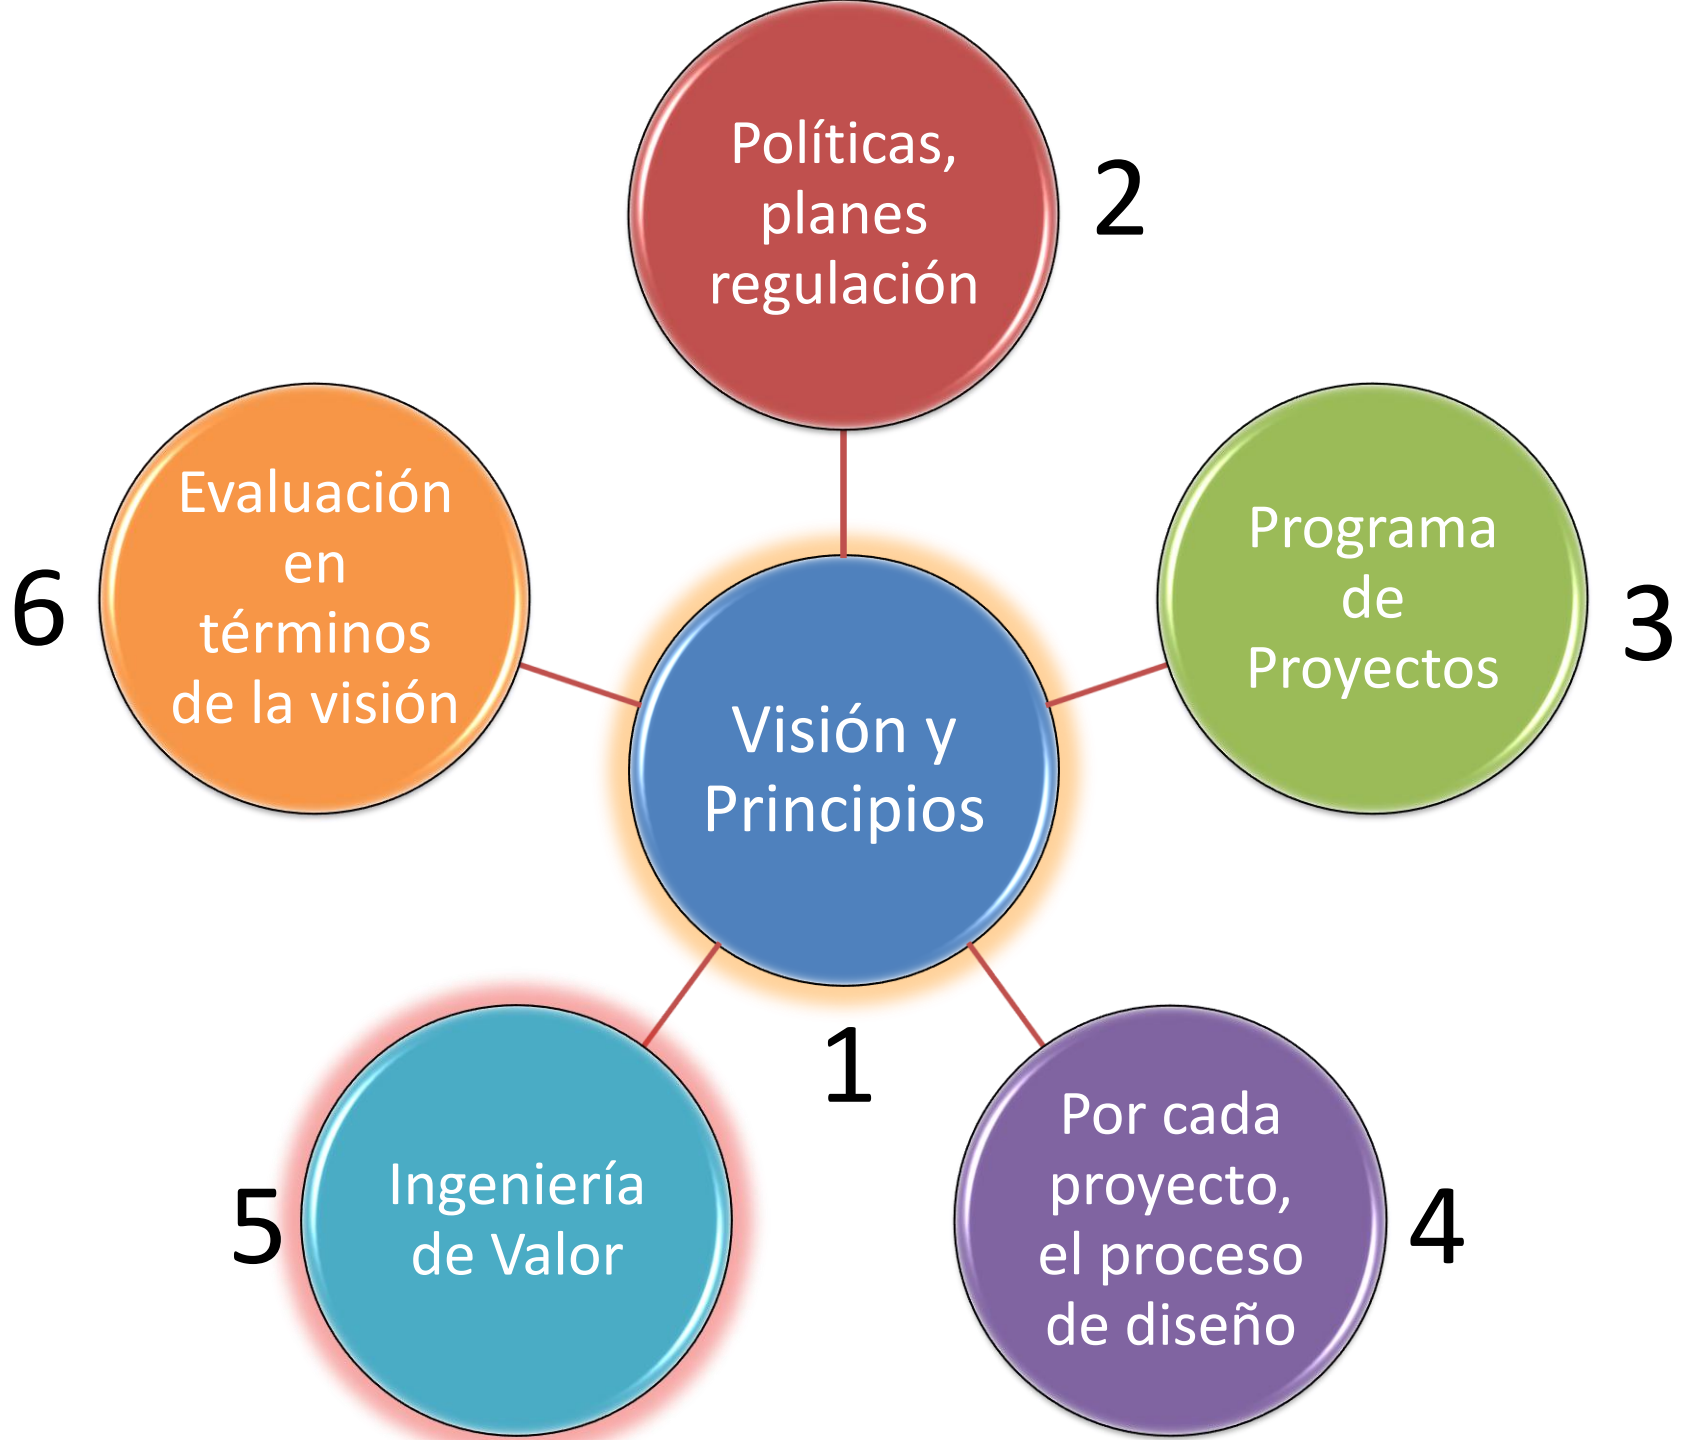 Políticas,
planes
regulación
2
Evaluación
en
términos
de la visión
6
Programa
de
Proyectos
3
Visión y
Principios
1
Ingeniería
de Valor
5
Por cada
proyecto,
el proceso
de diseño
4